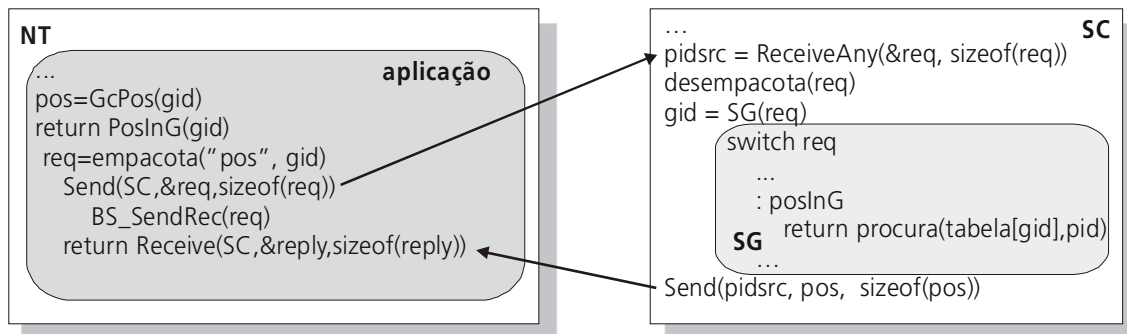 NT
...
aplicação
pos=GcPos(gid)
return PosInG(gid)
req=empacota("pos", gid)
Send(SC,&req,sizeof(req))
BS_SendRec(req)
return Receive(SC,&reply,sizeof(reply))
...
SC
pidsrc = ReceiveAny(&req, sizeof(req))
desempacota(req)
gid = SG(req)
switch req
...
: posInG
return procura(tabela[gid],pid)
SG
...
Send(pidsrc, pos, sizeof(pos))